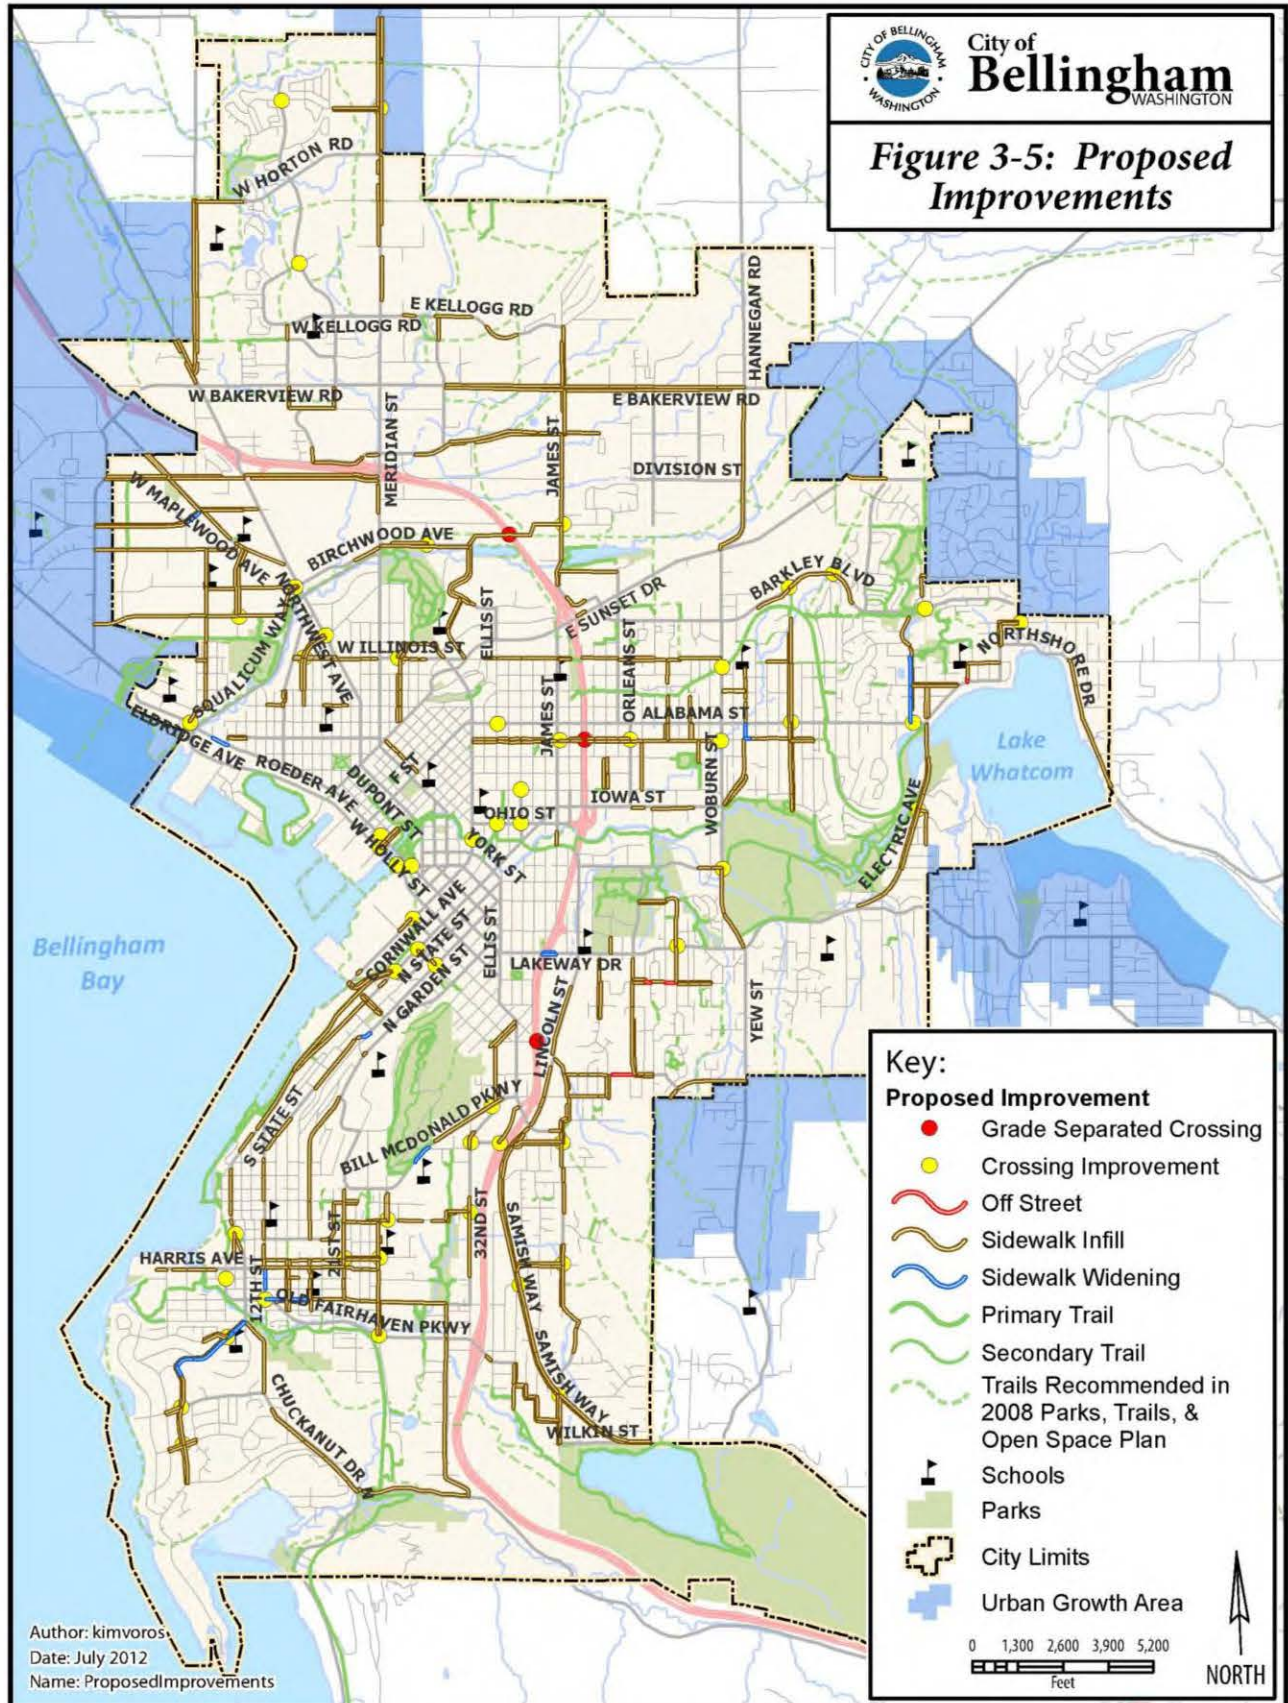 CITY OF BELLINGHAM
WASHINGTON
City of
Bellingham
WASHINGTON
Figure 3-5: Proposed
Improvements
W HORTON RD
HANNEGAN RD
E KELLOGG RD
W KELLOGG RD
W BAKERVIEW RD
E BAKERVIEW RD
MERIDIAN ST
JAMES ST
DIVISION ST
W MAPLEWOOD AVE
BIRCHWOOD AVE
BARKLEY BLVD
NORTHWEST AVE
ELLIS ST
E SUNSET DR
SQUALICUM WAY
W ILLINOIS ST
ORLEANS ST
NORTHSHORE DR
ELDRIDGE AVE
JAMES ST
ALABAMA ST
Lake
Whatcom
ROEDER AVE
F ST
DUPONT ST
WOBURN ST
IOWA ST
OHIO ST
ELECTRIC AVE
W HOLLY ST
YORK ST
Bellingham
Bay
CORNWALL AVE
N STATE ST
N GARDEN ST
ELLIS ST
LAKEWAY DR
LINCOLN ST
YEW ST
S STATE ST
BILL MCDONALD PKWY
32ND ST
SAMISH WAY
21ST ST
HARRIS AVE
12TH ST
OLD FAIRHAVEN PKWY
SAMISH WAY
CHUCKANUT DR N
WILKIN ST
Key:
Proposed Improvement
Grade Separated Crossing
Crossing Improvement
Off Street
Sidewalk Infill
Sidewalk Widening
Primary Trail
Secondary Trail
Trails Recommended in
2008 Parks, Trails, &
Open Space Plan
Schools
Parks
City Limits
Urban Growth Area
0 1,300 2,600 3,900 5,200
Feet
NORTH
Author: kimvoros
Date: July 2012
Name: ProposedImprovements